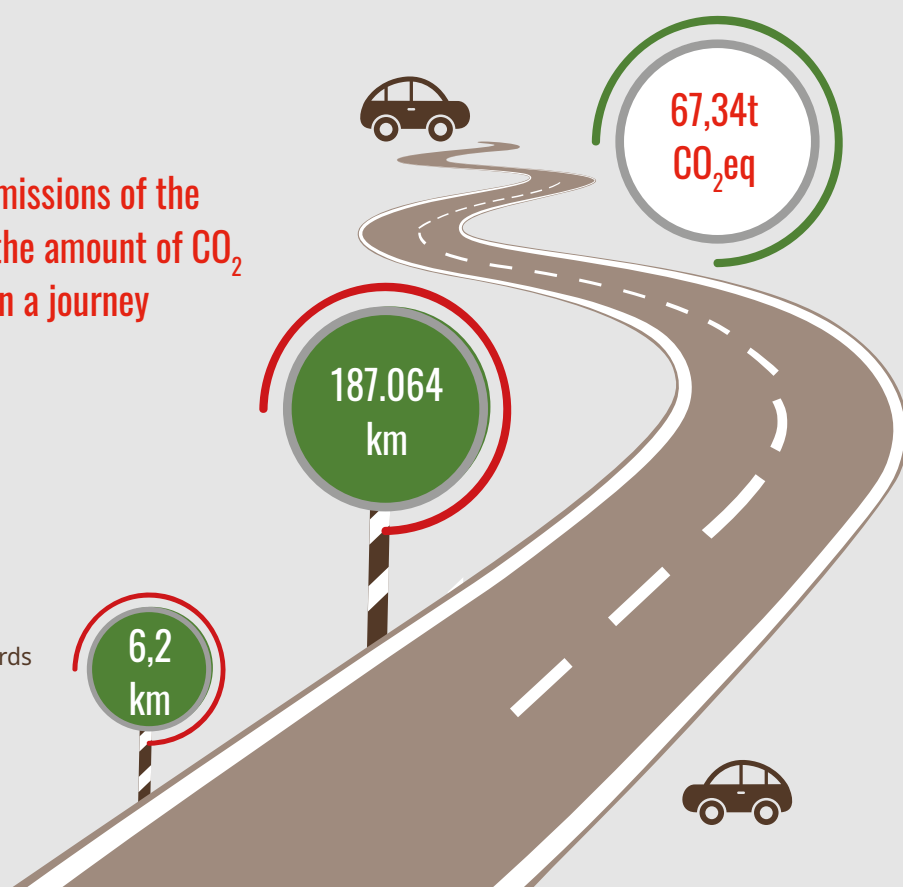 67,34t
CO₂eq
missions of the
the amount of CO₂
n a journey
187.064
km
rds
6,2
km